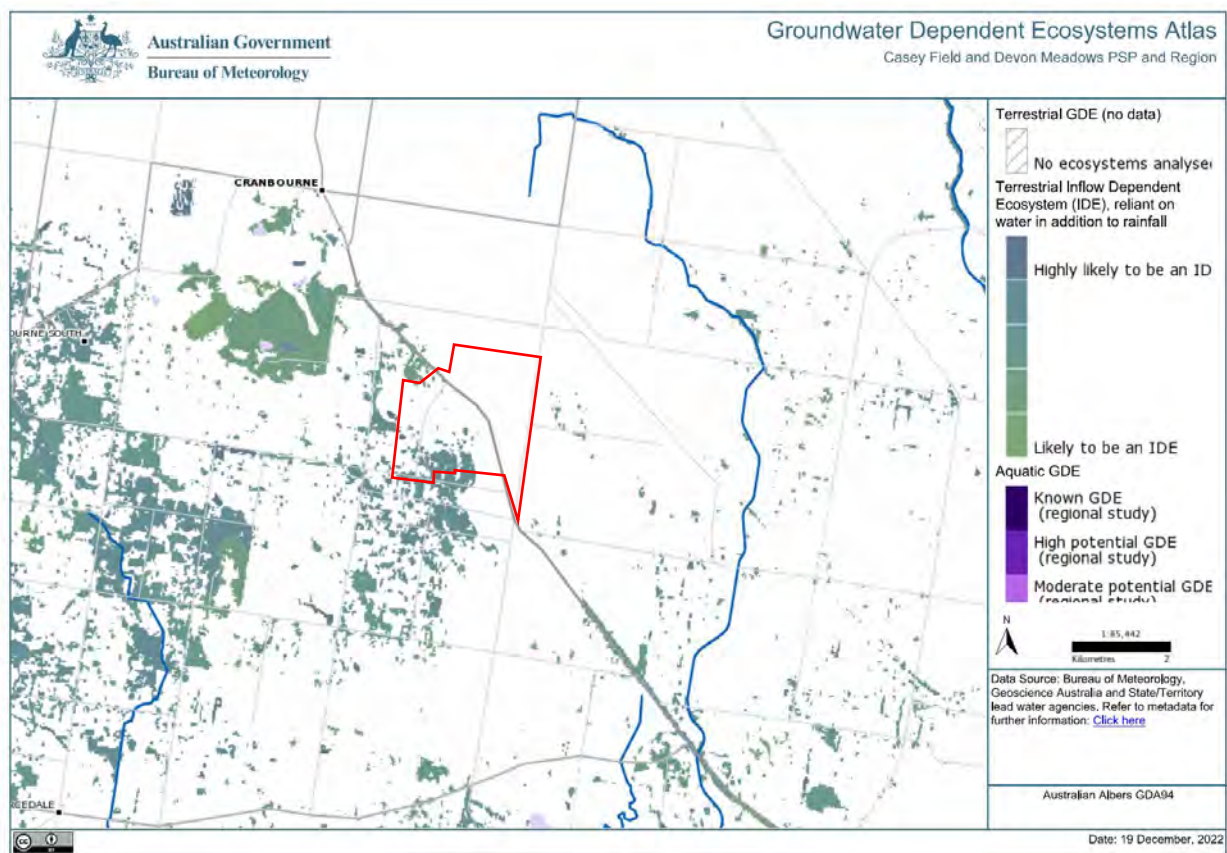 Australian Government
Bureau of Meteorology
Groundwater Dependent Ecosystems Atlas
Casey Field and Devon Meadows PSP and Region
CRANBOURNE
OURNE SOUTH
CEDALE
Terrestrial GDE (no data)
No ecosystems analyse
Terrestrial Inflow Dependent
Ecosystem (IDE), reliant on
water in addition to rainfall
Highly likely to be an ID
Likely to be an IDE
Aquatic GDE
Known GDE
(regional study)
High potential GDE
(regional study)
Moderate potential GDE
(regional study)
N
1:85,442
Kilometres 2
Data Source: Bureau of Meteorology,
Geoscience Australia and State/Territory
lead water agencies. Refer to metadata for
further information: Click here
Australian Albers GDA94
cc
BY
Date: 19 December, 2022